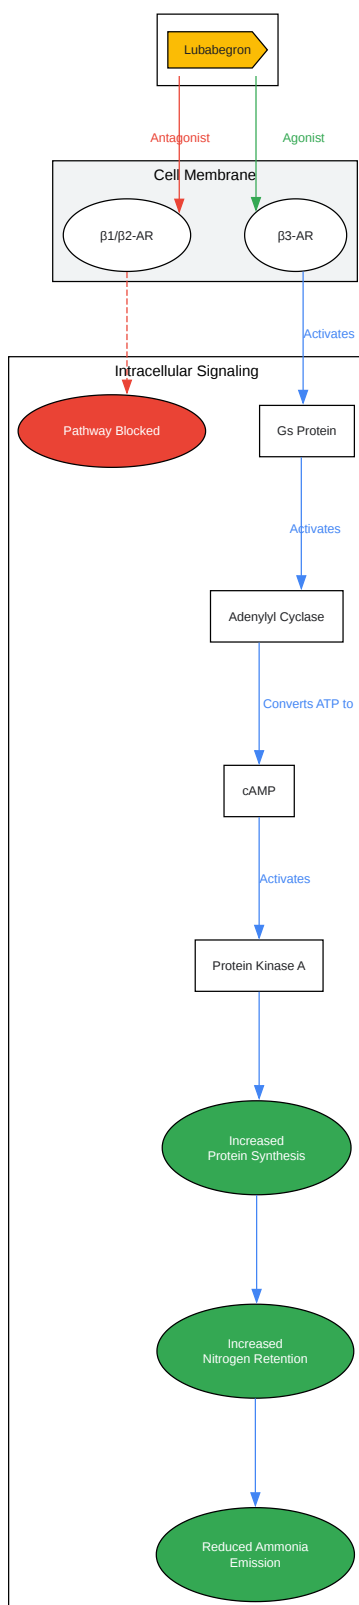 Lubabegron
Antagonist
Agonist
Cell Membrane
β1/β2-AR
β3-AR
Activates
Intracellular Signaling
Pathway Blocked
Gs Protein
Activates
Adenylyl Cyclase
Converts ATP to
cAMP
Activates
Protein Kinase A
Increased
Protein Synthesis
Increased
Nitrogen Retention
Reduced Ammonia
Emission